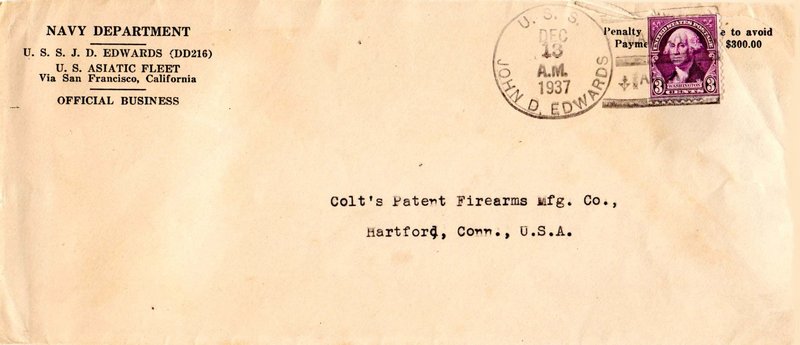 NAVY DEPARTMENT
U. S. S. J. D. EDWARDS (DD216)
U. S. ASIATIC FLEET
Via San Francisco, California
OFFICIAL BUSINESS
U. S. S.
DEC
13
A.M.
1937
JOHN D. EDWARDS
Penalty
e to avoid
Payme
$300.00
UNITED STATES POSTAGE
WASHINGTON
3 CENTS 3
Colt's Patent Firearms Mfg. Co.,
Hartford, Conn., U.S.A.